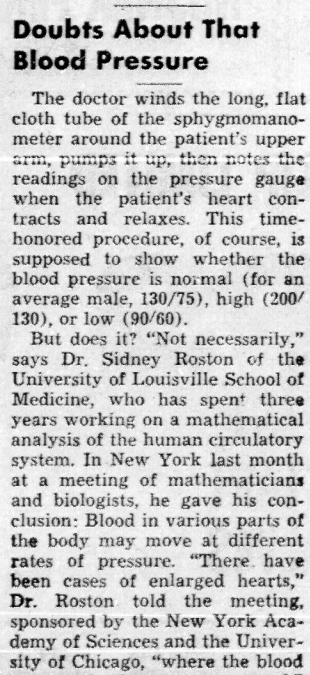 Doubts About That
Blood Pressure
The doctor winds the long, flat
cloth tube of the sphygmomano-
meter around the patient's upper
arm, pumps it up, then notes the
readings on the pressure gauge
when the patient's heart con-
tracts and relaxes. This time-
honored procedure, of course, is
supposed to show whether the
blood pressure is normal (for an
average male, 130/75), high (200/
130), or low (90/60).
But does it? "Not necessarily,"
says Dr. Sidney Roston of the
University of Louisville School of
Medicine, who has spent three
years working on a mathematical
analysis of the human circulatory
system. In New York last month
at a meeting of mathematicians
and biologists, he gave his con-
clusion: Blood in various parts of
the body may move at different
rates of pressure. "There have
been cases of enlarged hearts,"
Dr. Roston told the meeting,
sponsored by the New York Aca-
demy of Sciences and the Univer-
sity of Chicago, "where the blood